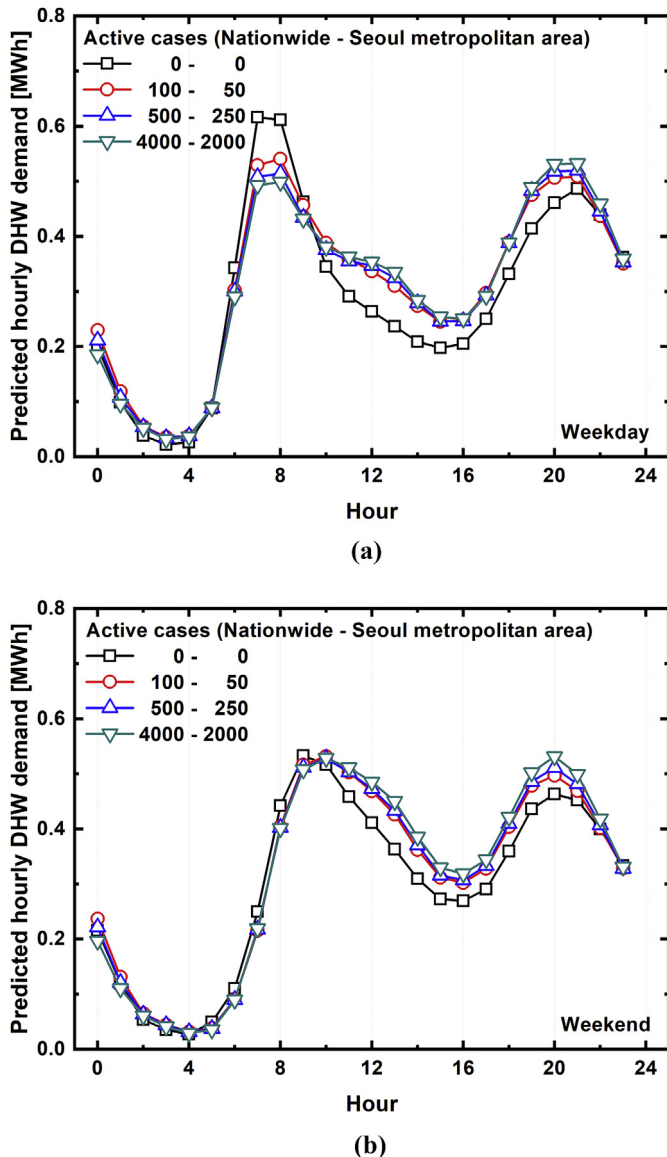 0.8
Active cases (Nationwide - Seoul metropolitan area)
0 - 0
100 - 50
500 - 250
4000 - 2000
0.6
0.4
0.2
0.0
Predicted hourly DHW demand [MWh]
Weekday
0 4 8 12 16 20 24
Hour
(a)
0.8
Active cases (Nationwide - Seoul metropolitan area)
0 - 0
100 - 50
500 - 250
4000 - 2000
0.6
0.4
0.2
0.0
Predicted hourly DHW demand [MWh]
Weekend
0 4 8 12 16 20 24
Hour
(b)